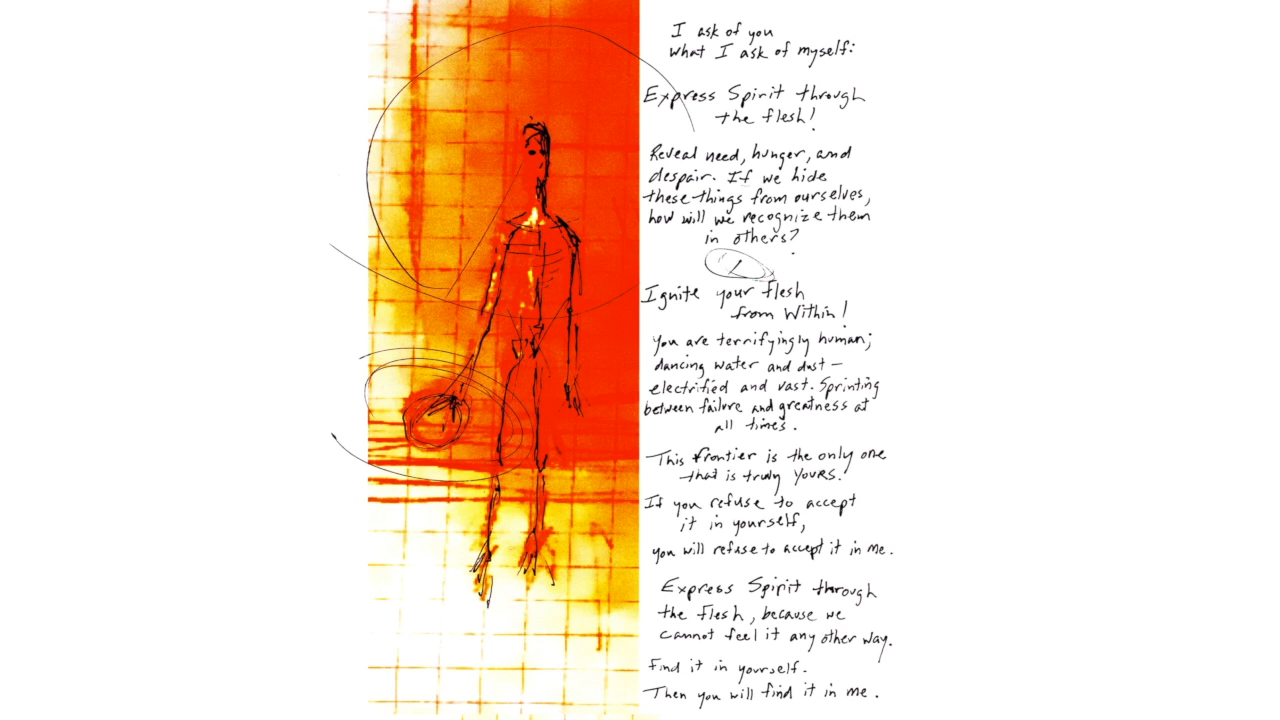 I ask of you
what I ask of myself:
Express Spirit through
the flesh!
Reveal need, hunger, and
despair. If we hide
these things from ourselves,
how will we recognize them
in others?
Ignite your flesh
from Within!
You are terrifyingly human;
dancing water and dust —
electrified and vast. Sprinting
between failure and greatness at
all times.
This frontier is the only one
that is truly YOURS.
If you refuse to accept
it in yourself,
you will refuse to accept it in me.
Express Spirit through
the flesh, because we
cannot feel it any other way.
Find it in yourself.
Then you will find it in me.